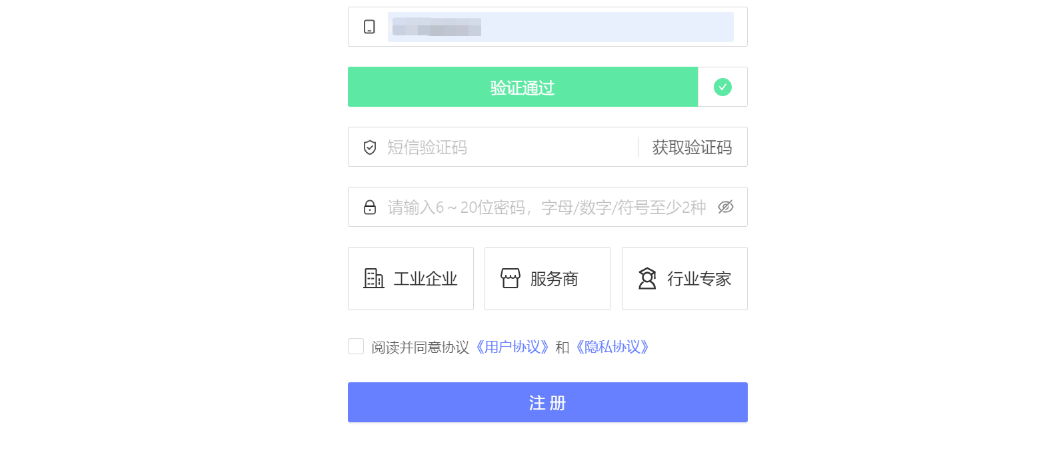 验证通过
短信验证码 获取验证码
请输入6~20位密码，字母/数字/符号至少2种
工业企业 服务商 行业专家
阅读并同意协议《用户协议》和《隐私协议》
注 册